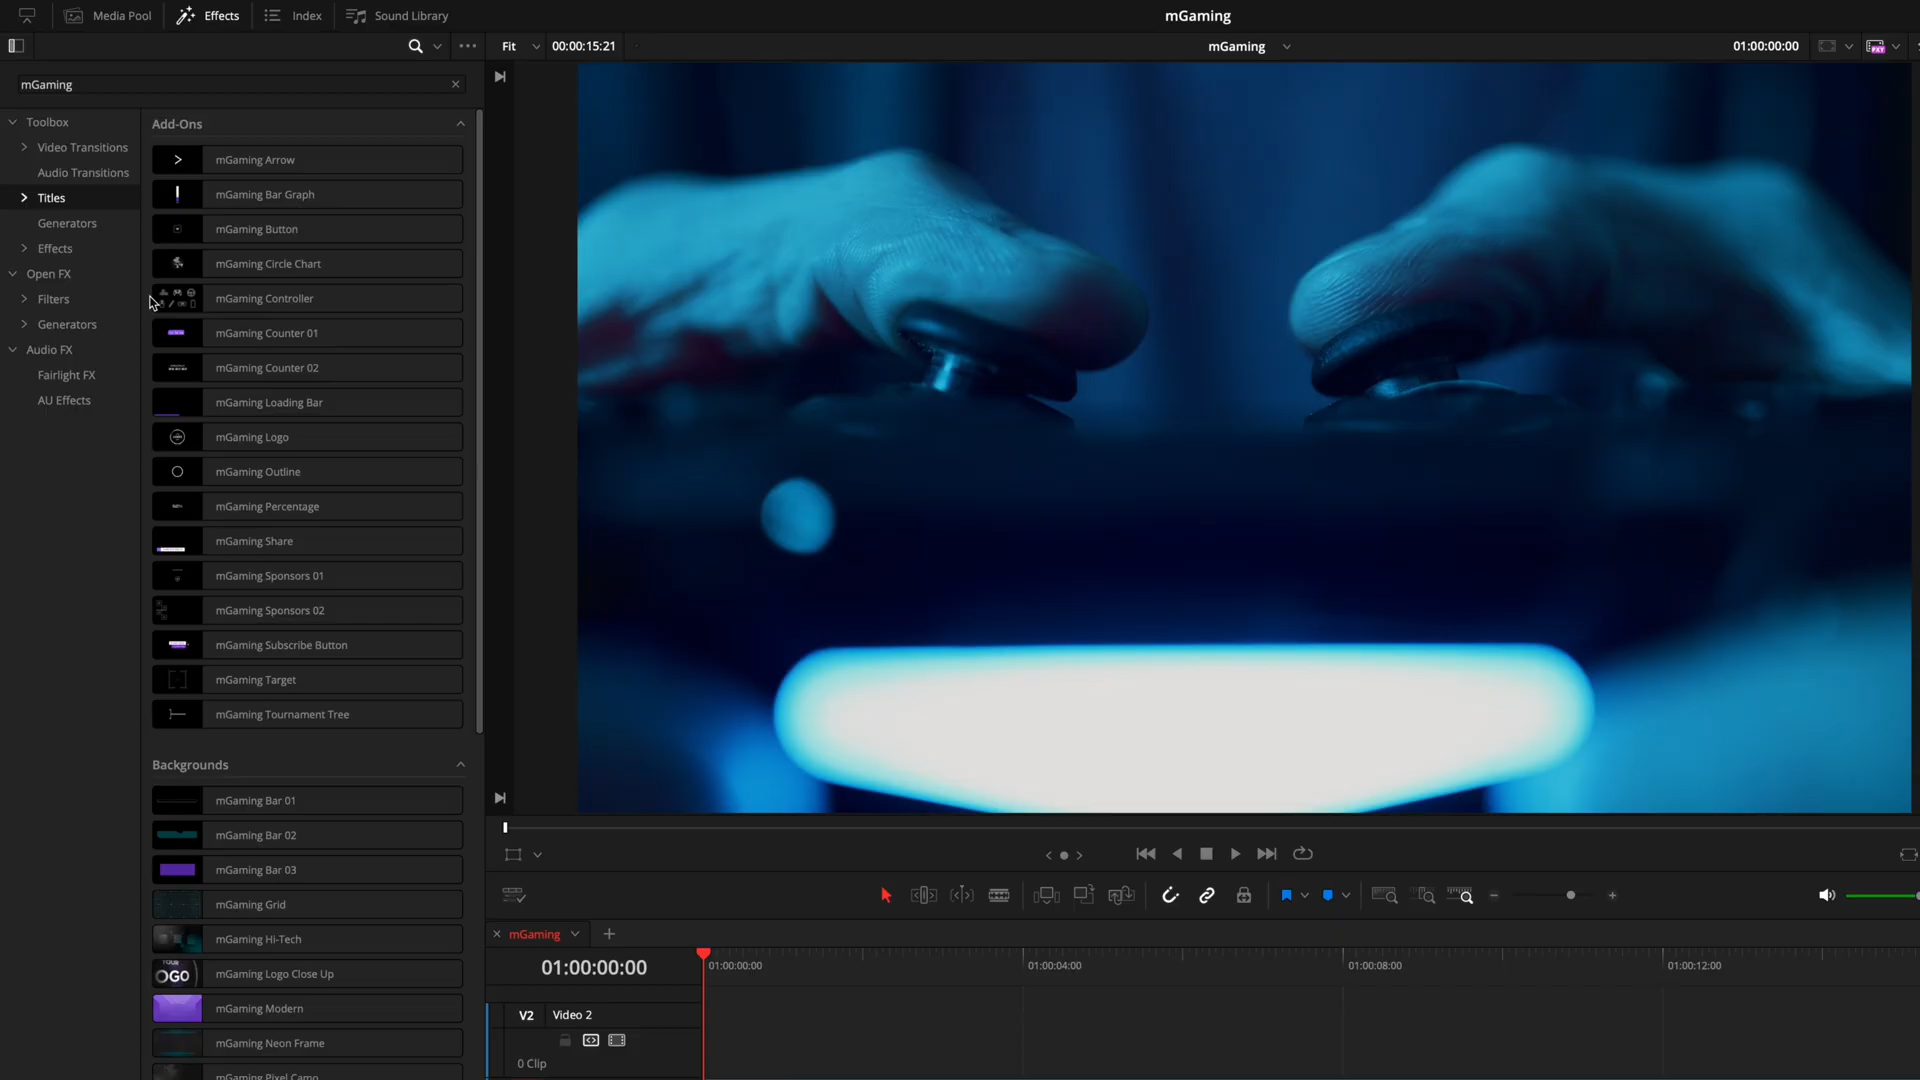 Media Pool
Effects
Index
Sound Library
mGaming
Fit
00:00:15:21
mGaming
01:00:00:00
mGaming
Toolbox
Video Transitions
Audio Transitions
Titles
Generators
Effects
Open FX
Filters
Generators
Audio FX
Fairlight FX
AU Effects
Add-Ons
mGaming Arrow
mGaming Bar Graph
mGaming Button
mGaming Circle Chart
mGaming Controller
mGaming Counter 01
mGaming Counter 02
mGaming Loading Bar
mGaming Logo
mGaming Outline
mGaming Percentage
mGaming Share
mGaming Sponsors 01
mGaming Sponsors 02
mGaming Subscribe Button
mGaming Target
mGaming Tournament Tree
Backgrounds
mGaming Bar 01
mGaming Bar 02
mGaming Bar 03
mGaming Grid
mGaming Hi-Tech
YOUR
OGO
mGaming Logo Close Up
mGaming Modern
mGaming Neon Frame
mGaming Pixel Camo
mGaming
01:00:00:00
01:00:00:00
01:00:04:00
01:00:08:00
01:00:12:00
V2
Video 2
0 Clip